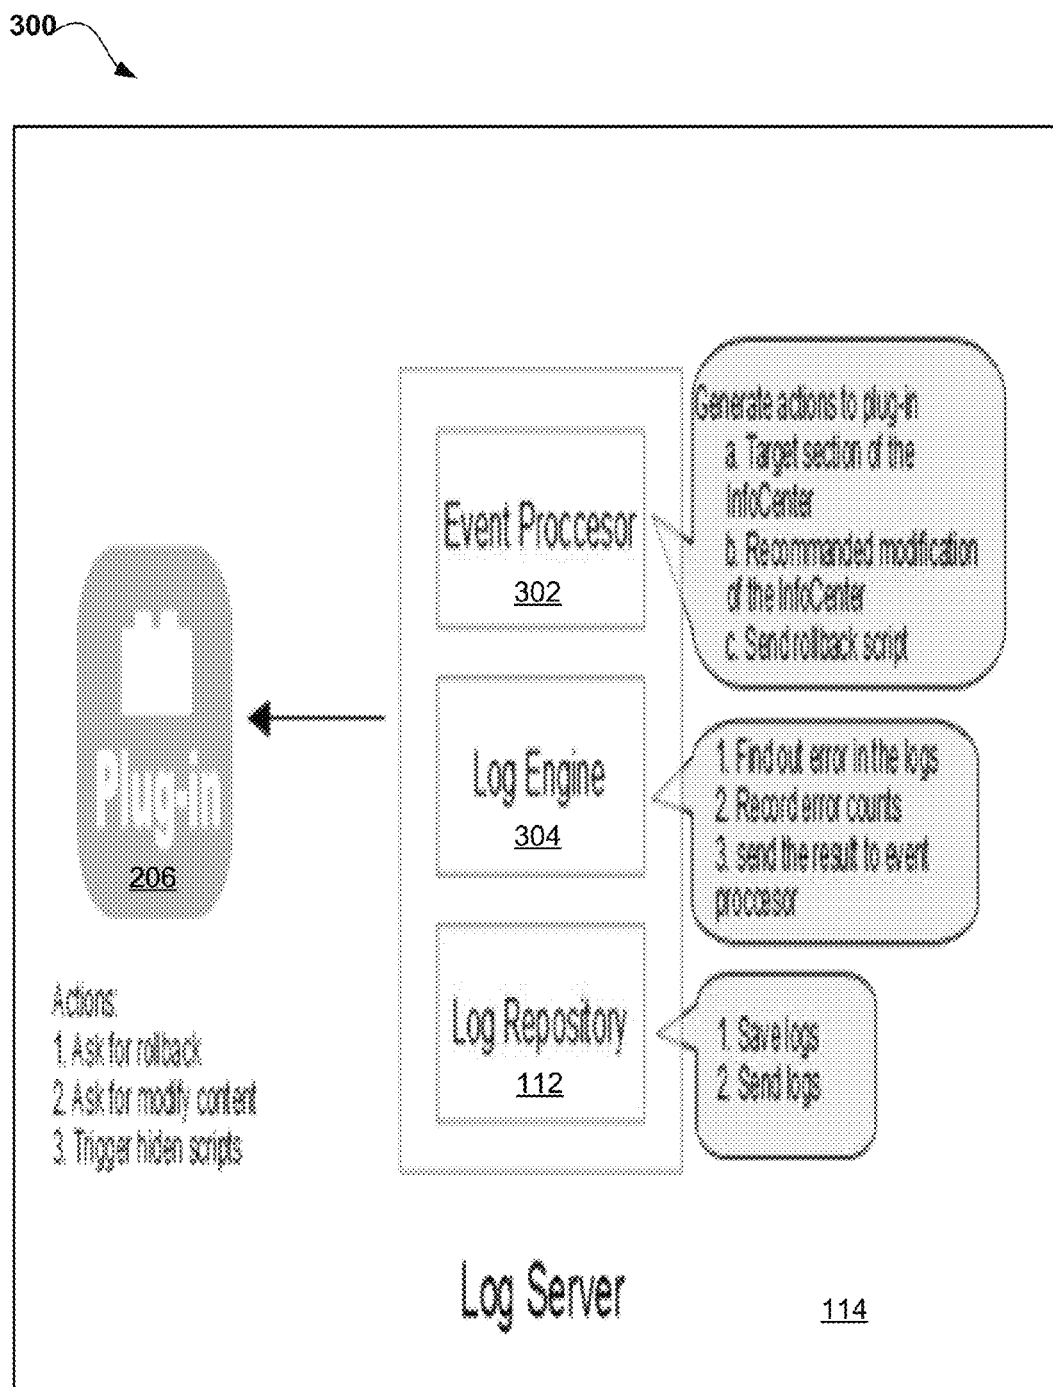 300
Generate actions to plug-in
a. Target section of the
InfoCenter
b. Recommanded modification
of the InfoCenter
c. Send rollback script
Event Proccesor
302
Log Engine
304
1. Find out error in the logs
2. Record error counts
3. send the result to event
proccesor
Plug-in
206
Log Repository
112
1. Save logs
2. Send logs
Actions:
1. Ask for rollback
2. Ask for modify content
3. Trigger hiden scripts
Log Server
114